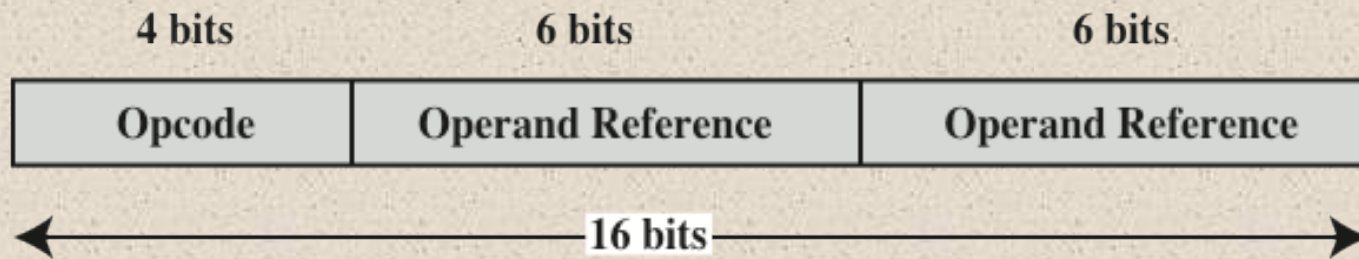 4 bits 6 bits 6 bits
Opcode Operand Reference Operand Reference
16 bits